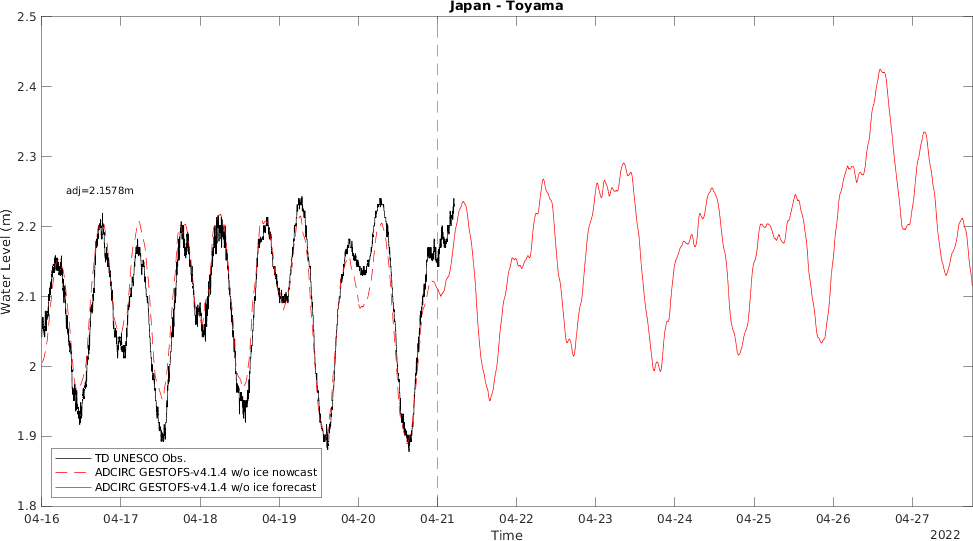 Japan - Toyama
2.5
2.4
2.3
2.2
2.1
2
1.9
1.8
Water Level (m)
adj=2.1578m
TD UNESCO Obs.
ADCIRC GESTOFS-v4.1.4 w/o ice nowcast
ADCIRC GESTOFS-v4.1.4 w/o ice forecast
04-16 04-17 04-18 04-19 04-20 04-21 04-22 04-23 04-24 04-25 04-26 04-27
Time
2022